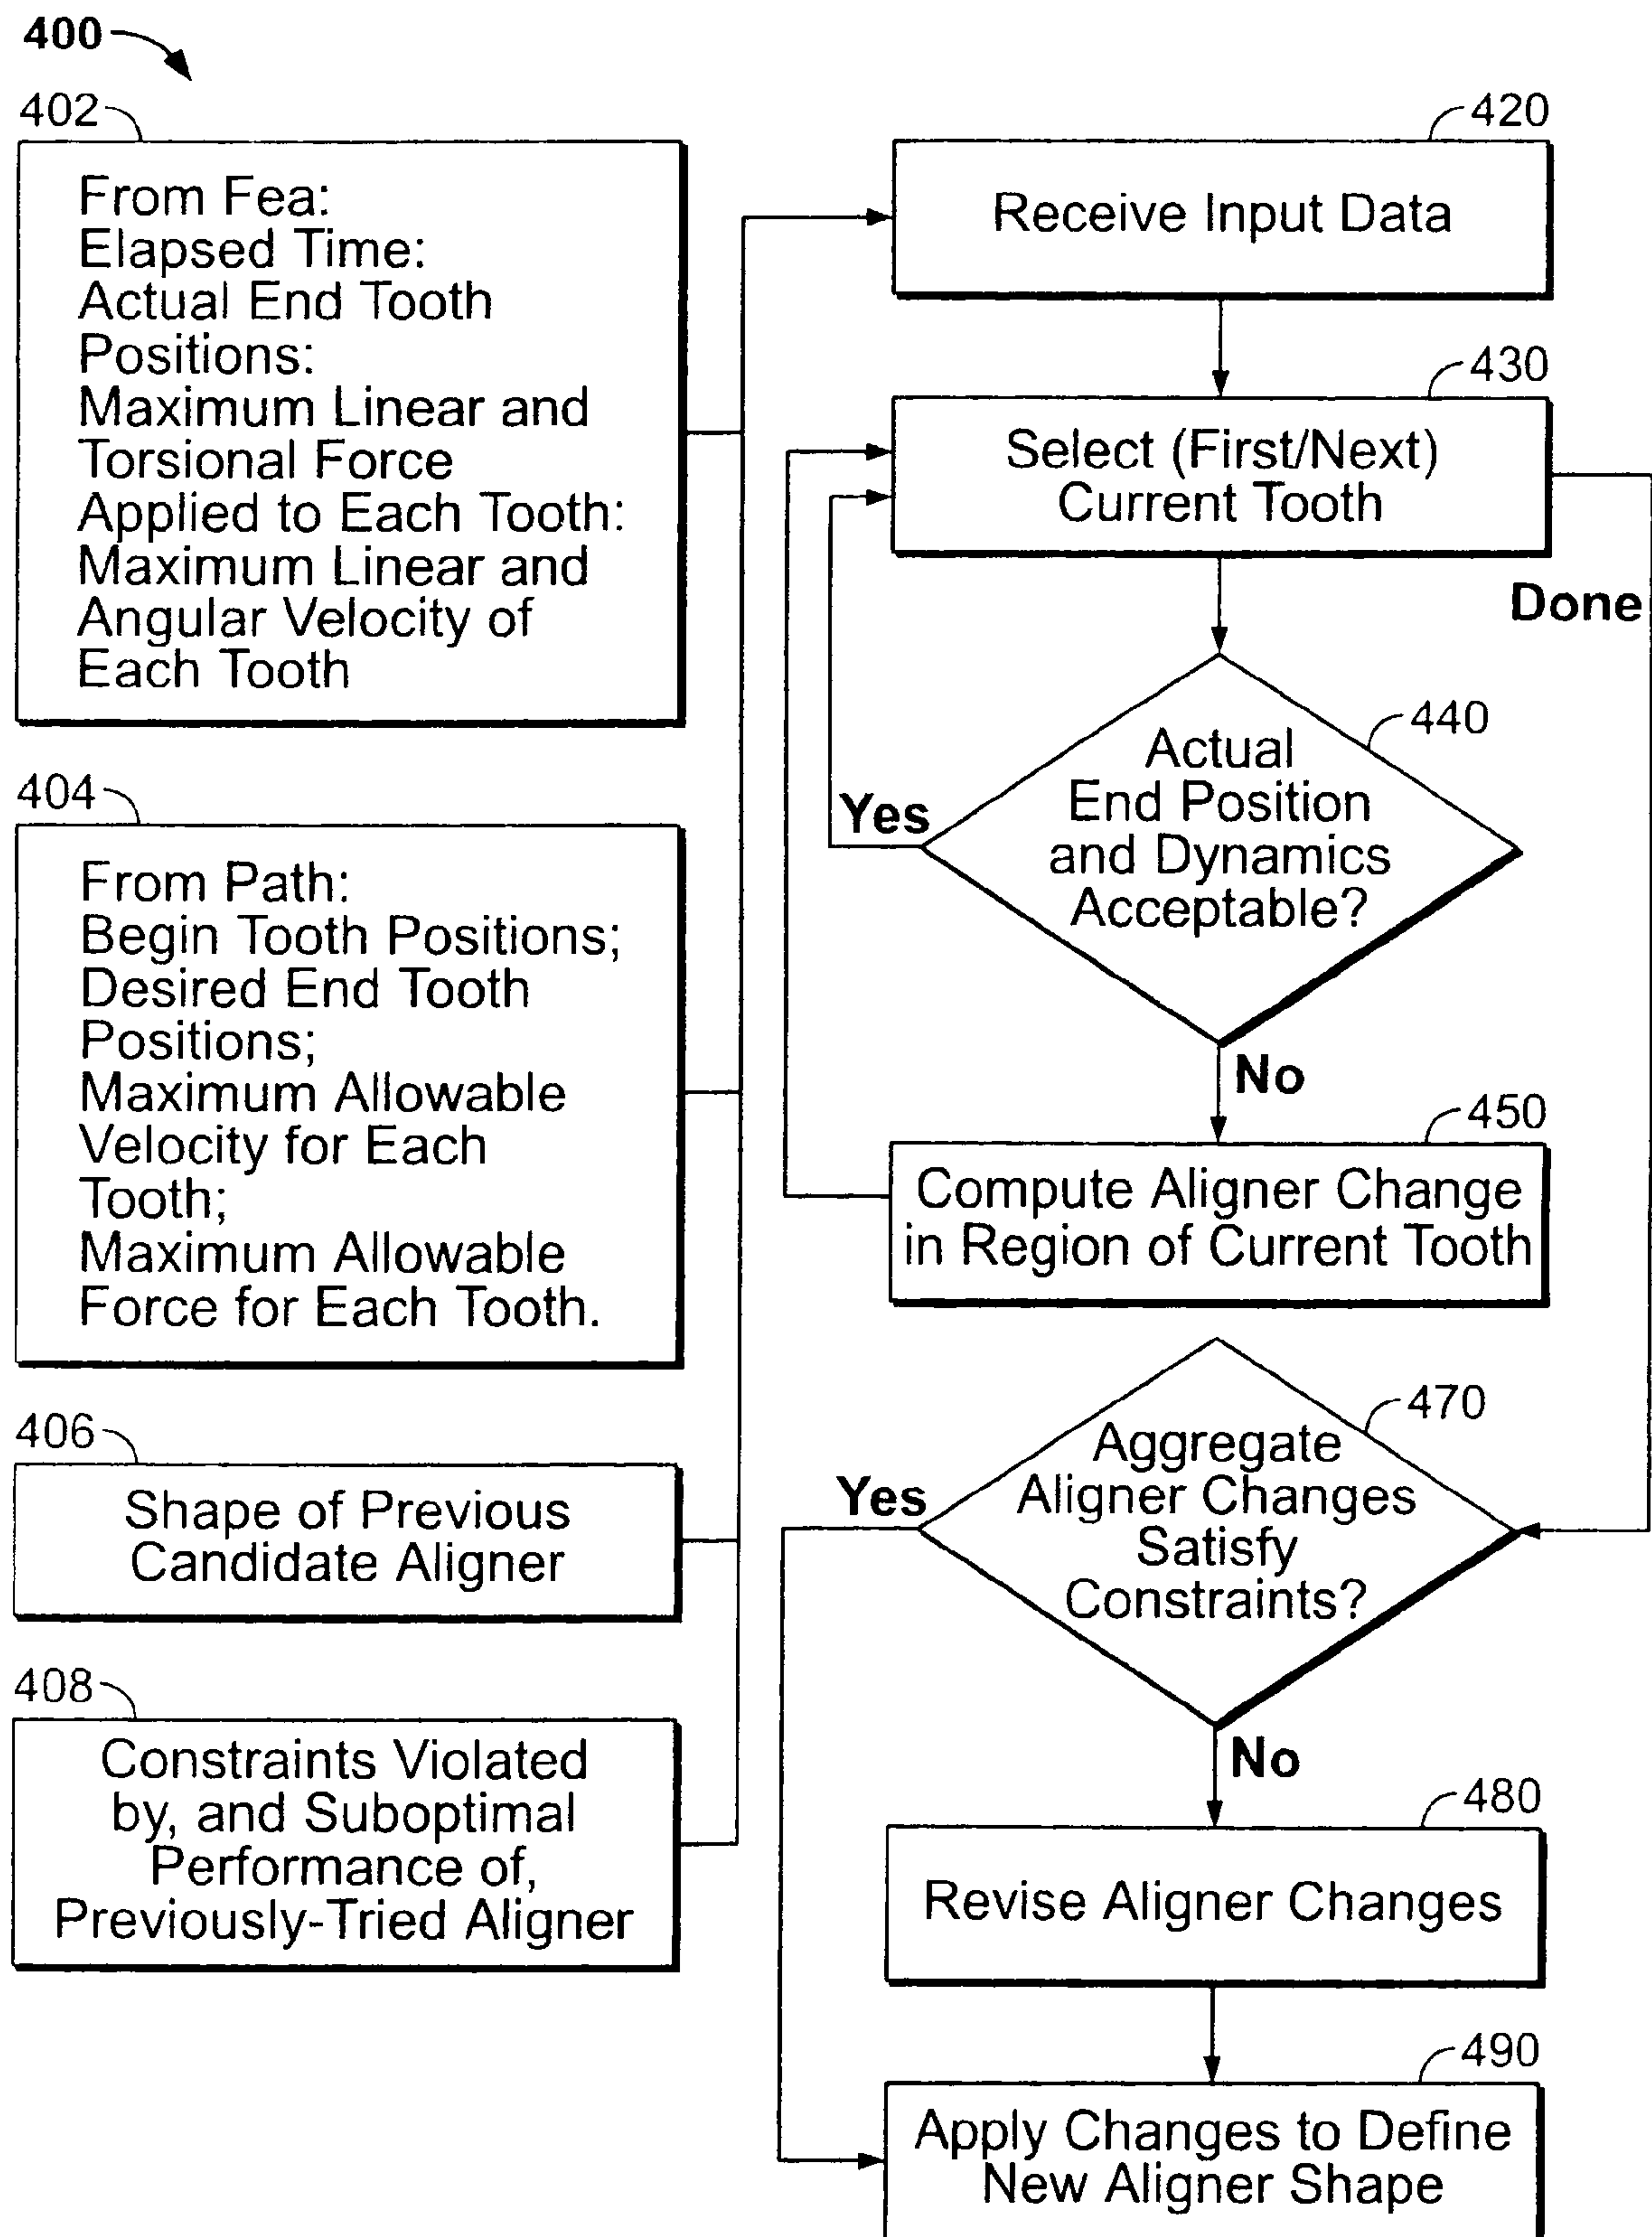 400
402
From Fea:
Elapsed Time:
Actual End Tooth
Positions:
Maximum Linear and
Torsional Force
Applied to Each Tooth:
Maximum Linear and
Angular Velocity of
Each Tooth
404
From Path:
Begin Tooth Positions;
Desired End Tooth
Positions;
Maximum Allowable
Velocity for Each
Tooth;
Maximum Allowable
Force for Each Tooth.
406
Shape of Previous
Candidate Aligner
408
Constraints Violated
by, and Suboptimal
Performance of,
Previously-Tried Aligner
420
Receive Input Data
430
Select (First/Next)
Current Tooth
Done
440
Actual
End Position
and Dynamics
Acceptable?
Yes
No
450
Compute Aligner Change
in Region of Current Tooth
470
Aggregate
Aligner Changes
Satisfy
Constraints?
Yes
No
480
Revise Aligner Changes
490
Apply Changes to Define
New Aligner Shape